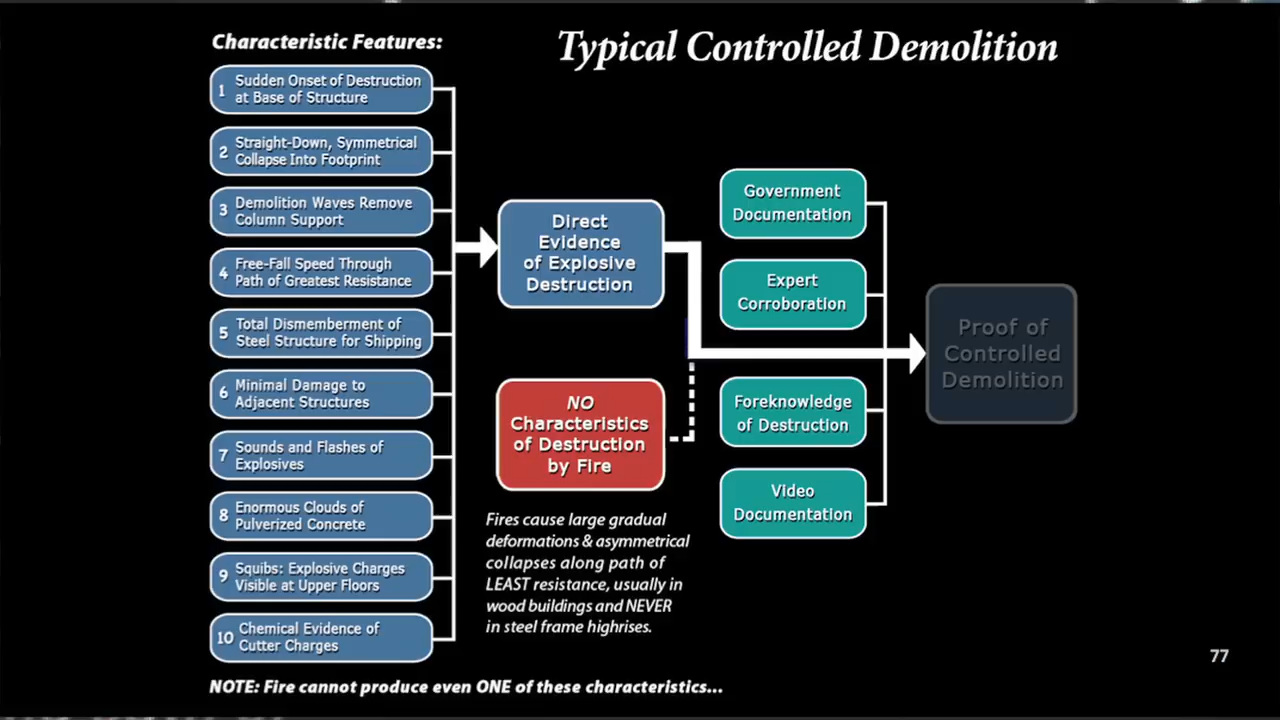 Characteristic Features:
Typical Controlled Demolition
1 Sudden Onset of Destruction
at Base of Structure
2 Straight-Down, Symmetrical
Collapse Into Footprint
3 Demolition Waves Remove
Column Support
4 Free-Fall Speed Through
Path of Greatest Resistance
5 Total Dismemberment of
Steel Structure for Shipping
6 Minimal Damage to
Adjacent Structures
7 Sounds and Flashes of
Explosives
8 Enormous Clouds of
Pulverized Concrete
9 Squibs: Explosive Charges
Visible at Upper Floors
10 Chemical Evidence of
Cutter Charges
Direct
Evidence
of Explosive
Destruction
NO
Characteristics
of Destruction
by Fire
Fires cause large gradual
deformations & asymmetrical
collapses along path of
LEAST resistance, usually in
wood buildings and NEVER
in steel frame highrises.
Government
Documentation
Expert
Corroboration
Foreknowledge
of Destruction
Video
Documentation
Proof of
Controlled
Demolition
77
NOTE: Fire cannot produce even ONE of these characteristics...